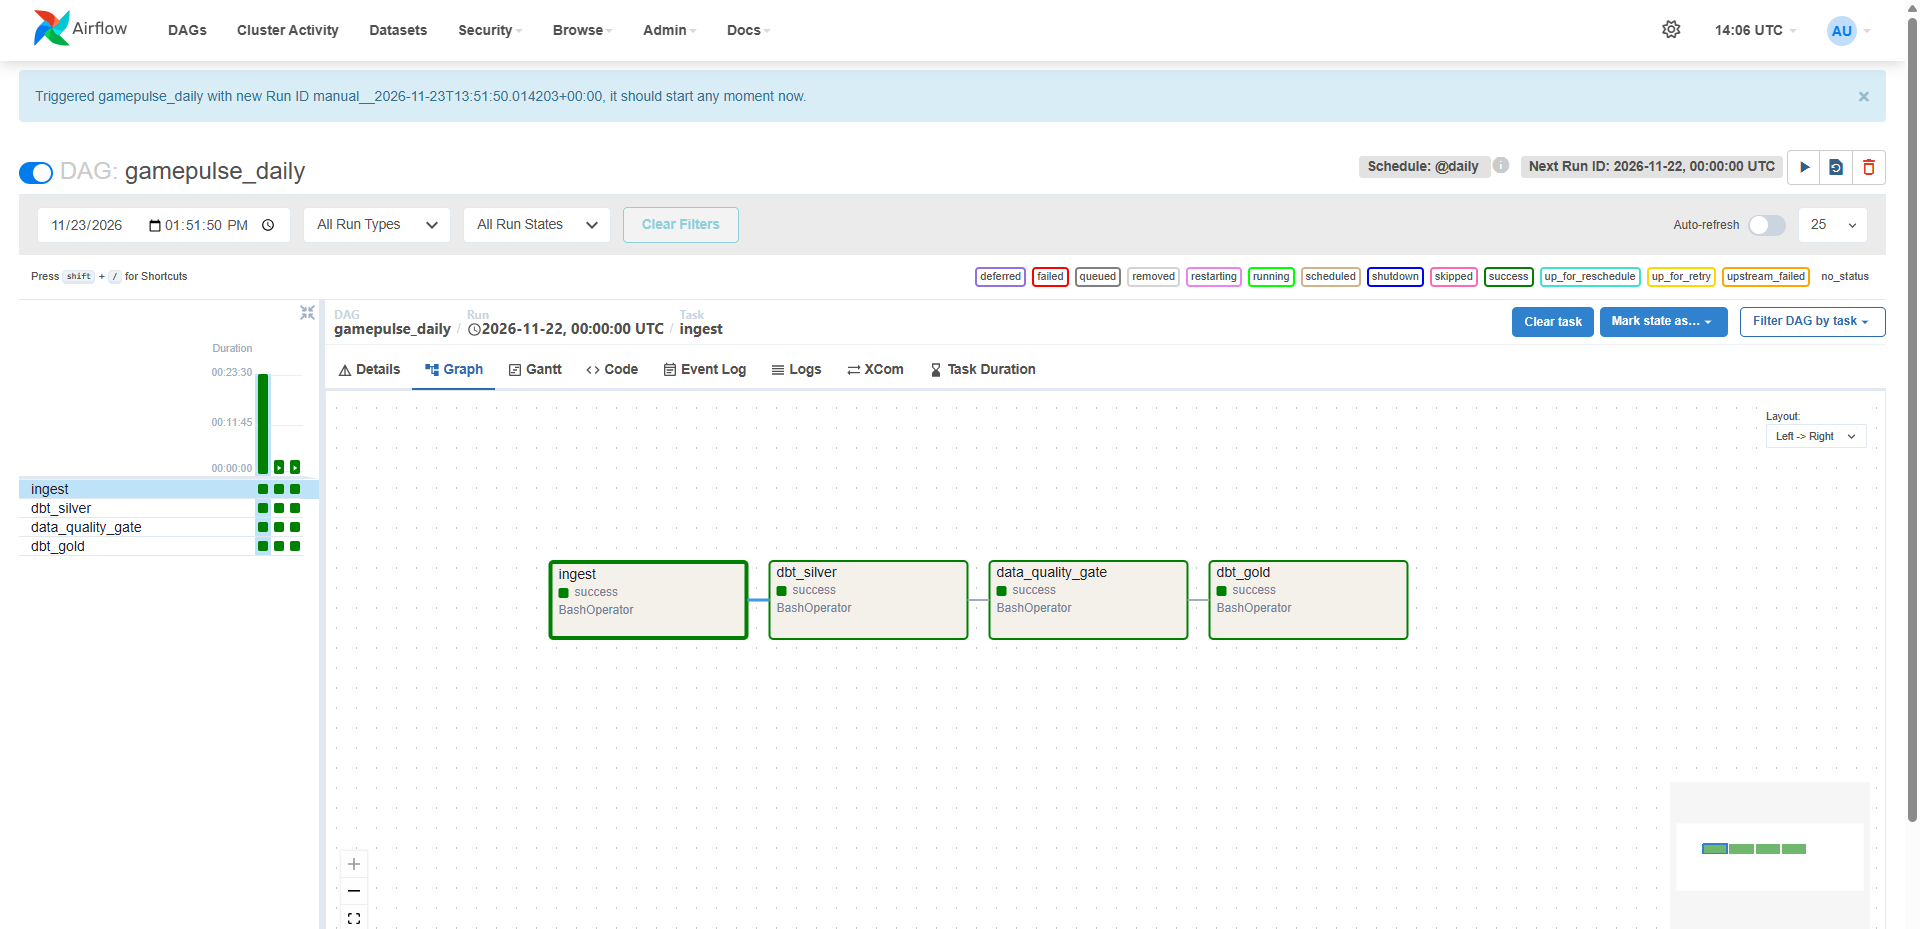 Airflow DAGs Cluster Activity Datasets Security Browse Admin Docs 14:06 UTC AU
Triggered gamepulse_daily with new Run ID manual__2026-11-23T13:51:50.014203+00:00, it should start any moment now. ×
DAG: gamepulse_daily Schedule: @daily i Next Run ID: 2026-11-22, 00:00:00 UTC
11/23/2026 01:51:50 PM All Run Types All Run States Clear Filters Auto-refresh 25
Press shift + / for Shortcuts deferred failed queued removed restarting running scheduled shutdown skipped success up_for_reschedule up_for_retry upstream_failed no_status
DAG Run Task
gamepulse_daily / 2026-11-22, 00:00:00 UTC / ingest Clear task Mark state as... Filter DAG by task
Details Graph Gantt Code Event Log Logs XCom Task Duration
Duration
00:23:30
00:11:45
00:00:00
ingest
dbt_silver
data_quality_gate
dbt_gold
Layout:
Left -> Right
ingest
success
BashOperator
dbt_silver
success
BashOperator
data_quality_gate
success
BashOperator
dbt_gold
success
BashOperator